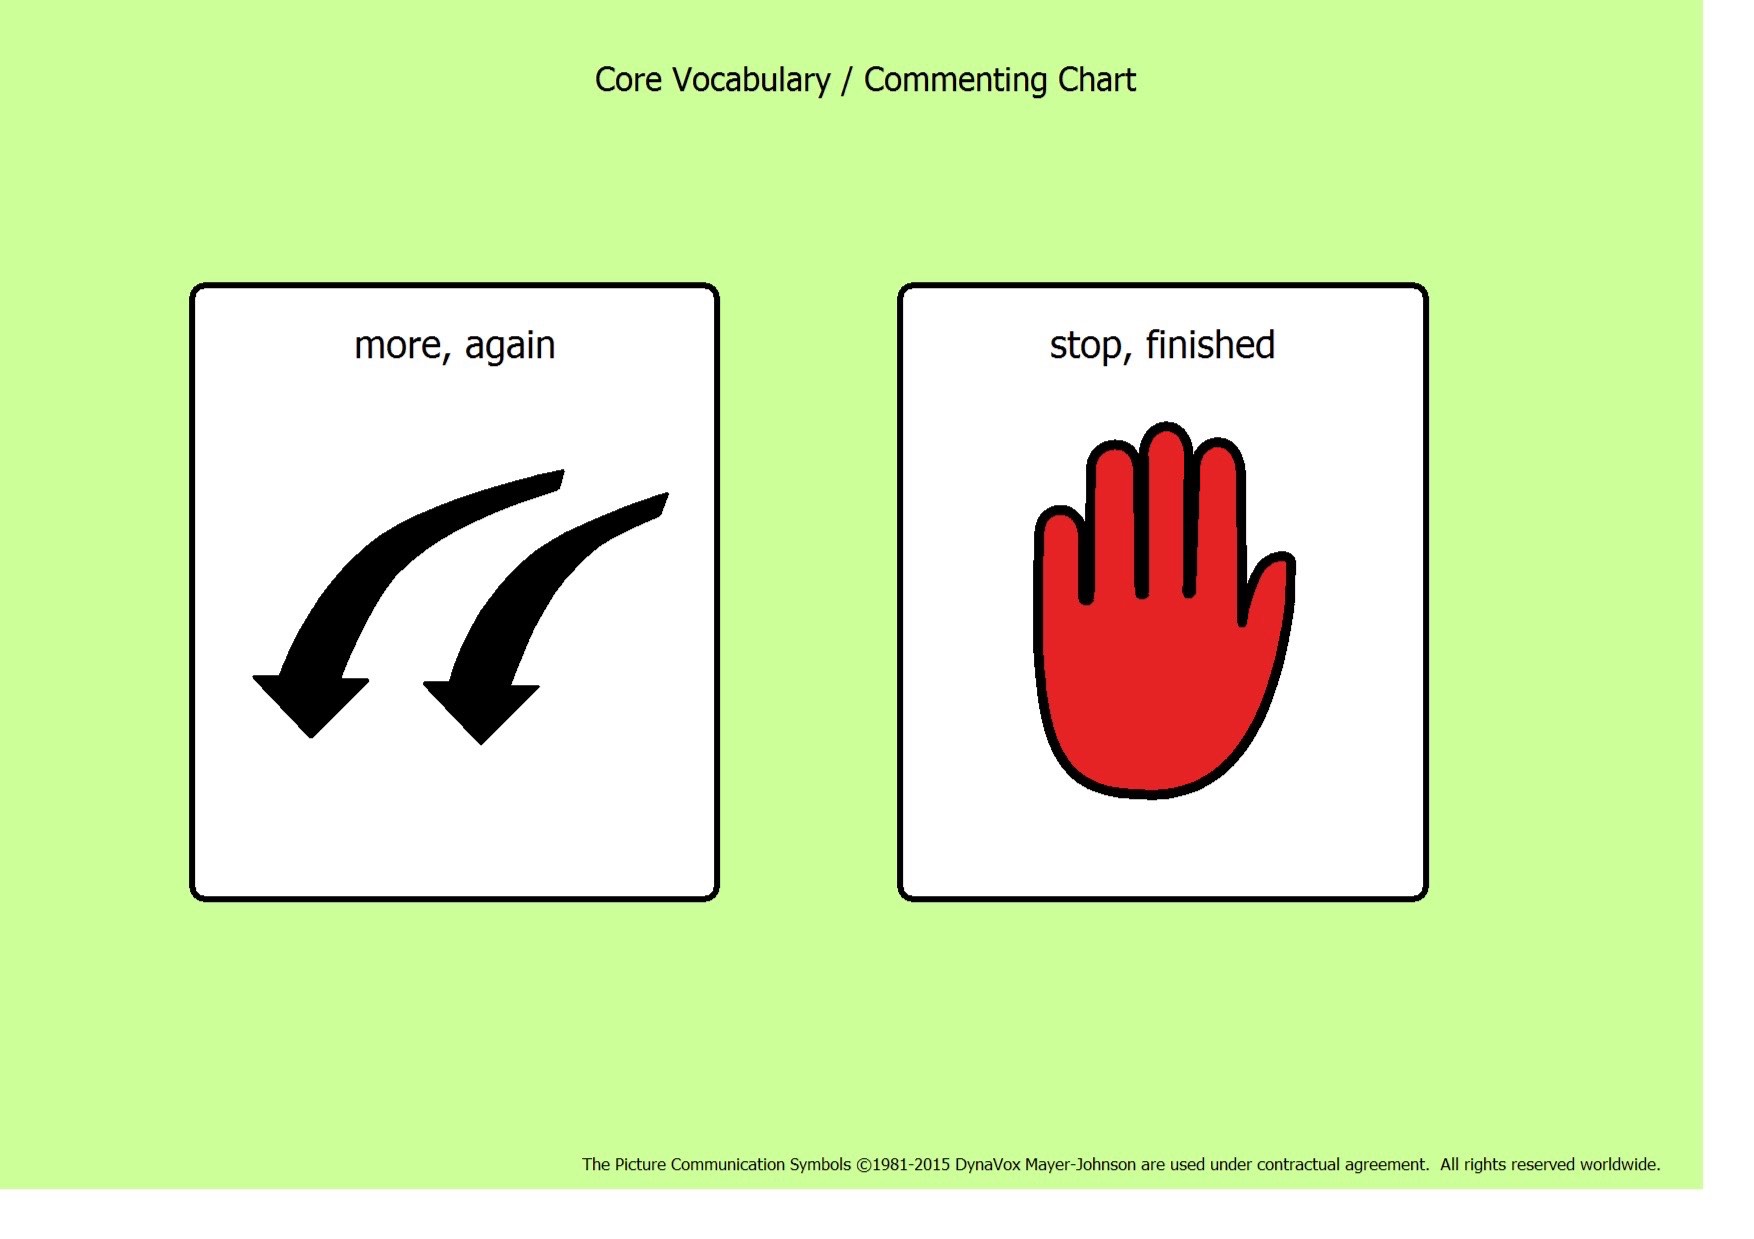 Core Vocabulary / Commenting Chart
more, again
stop, finished
The Picture Communication Symbols ©1981-2015 DynaVox Mayer-Johnson are used under contractual agreement.  All rights reserved worldwide.